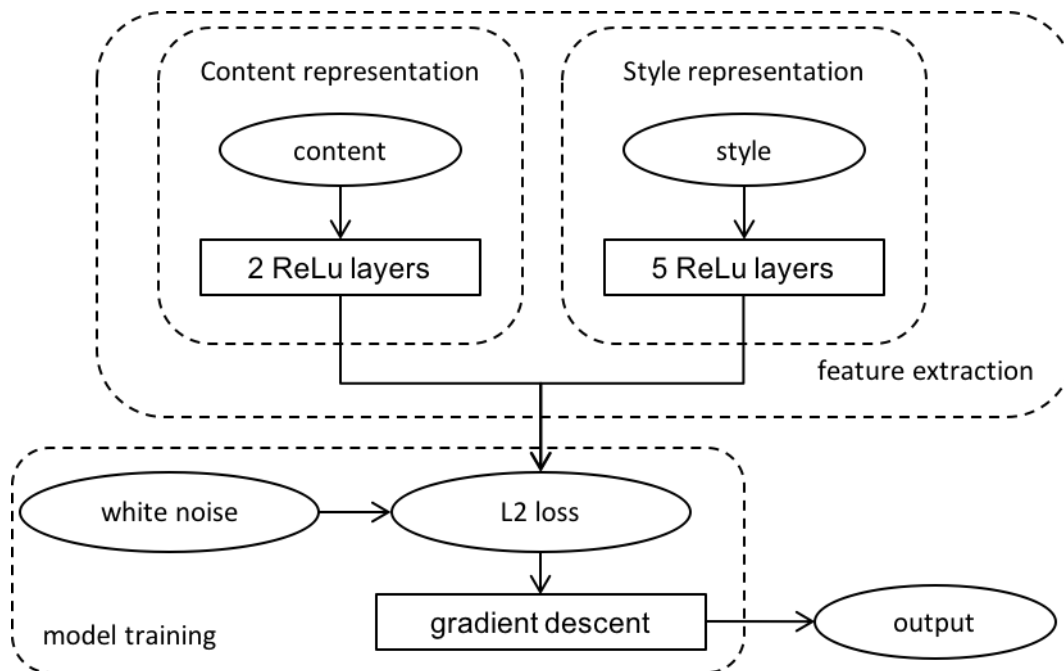 Content representation
Style representation
content
style
2 ReLu layers
5 ReLu layers
feature extraction
white noise
L2 loss
gradient descent
output
model training